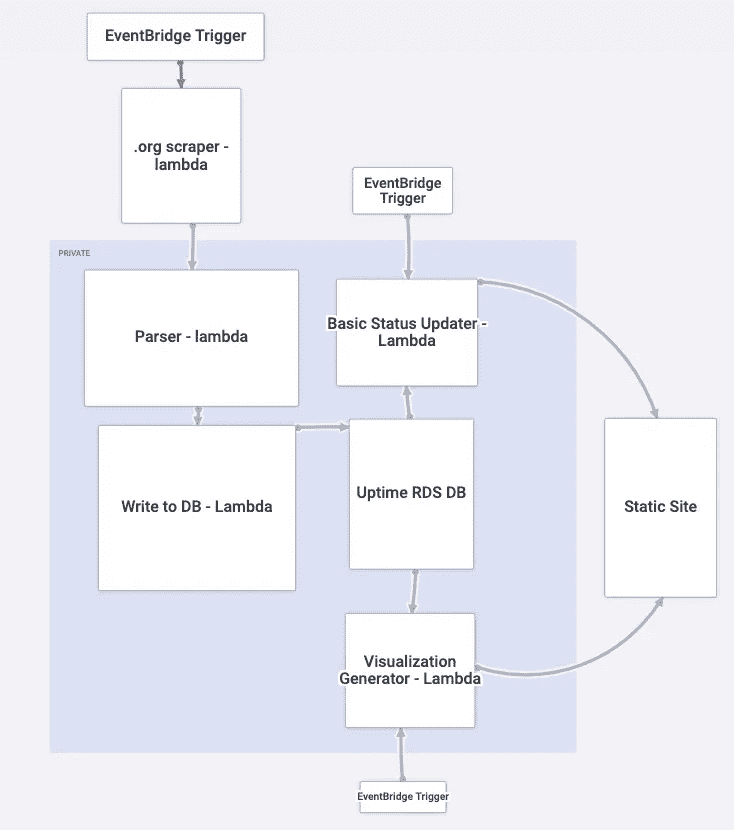 EventBridge Trigger
.org scraper -
lambda
EventBridge
Trigger
PRIVATE
Parser - lambda
Basic Status Updater -
Lambda
Write to DB - Lambda
Uptime RDS DB
Static Site
Visualization
Generator - Lambda
EventBridge Trigger